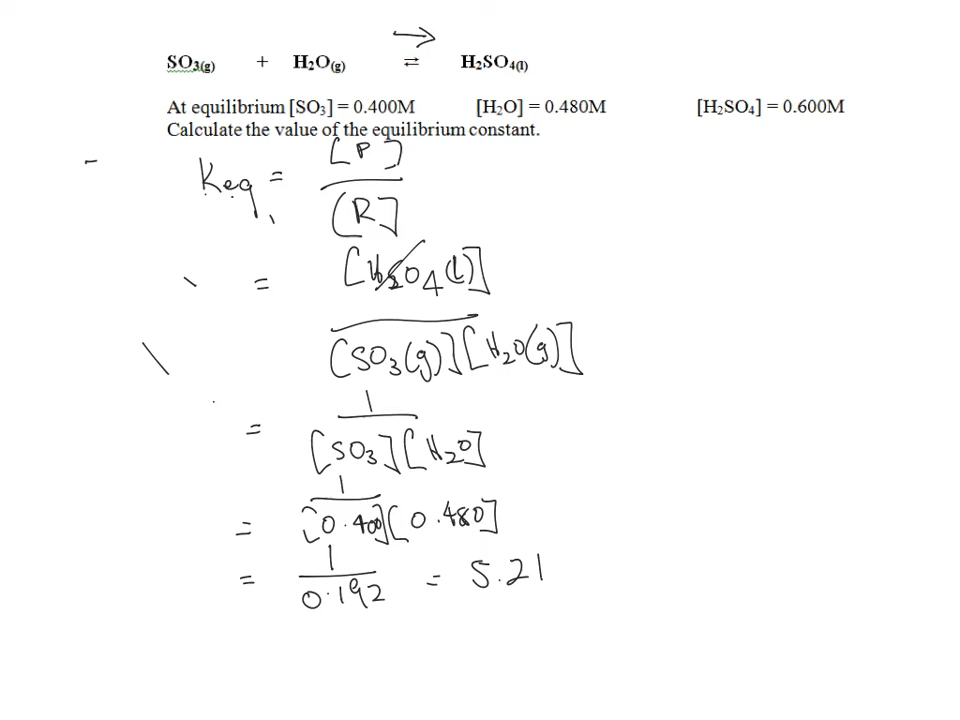 SO₃(g) + H₂O(g) ⇄ H₂SO₄(l)
At equilibrium [SO₃] = 0.400M [H₂O] = 0.480M [H₂SO₄] = 0.600M
Calculate the value of the equilibrium constant.
Keq = [P] / [R]
= [H₂SO₄(l)] / [SO₃(g)][H₂O(g)]
= 1 / [SO₃][H₂O]
= 1 / [0.400][0.480]
= 1 / 0.192 = 5.21